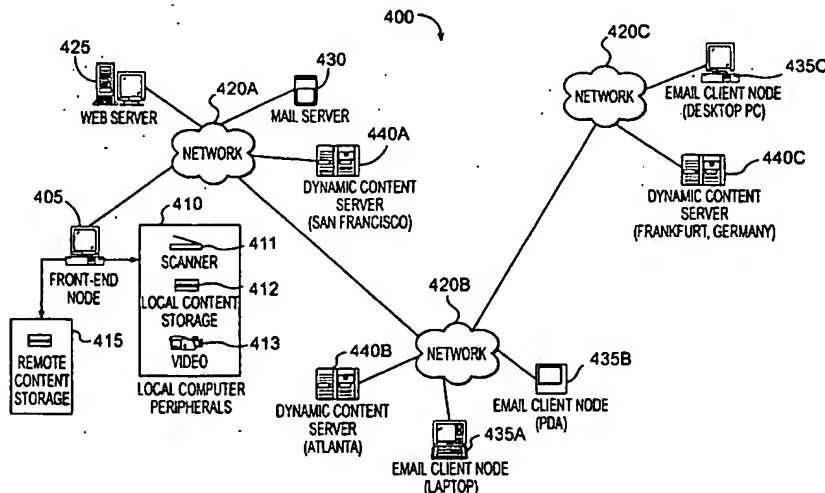 400
425
WEB SERVER
420A
NETWORK
430
MAIL SERVER
440A
DYNAMIC CONTENT
SERVER
(SAN FRANCISCO)
420C
NETWORK
435C
EMAIL CLIENT NODE
(DESKTOP PC)
440C
DYNAMIC CONTENT
SERVER
(FRANKFURT, GERMANY)
405
FRONT-END
NODE
410
411
SCANNER
412
LOCAL CONTENT
STORAGE
413
VIDEO
LOCAL COMPUTER
PERIPHERALS
415
REMOTE
CONTENT
STORAGE
420B
NETWORK
440B
DYNAMIC CONTENT
SERVER
(ATLANTA)
435B
EMAIL CLIENT NODE
(PDA)
435A
EMAIL CLIENT NODE
(LAPTOP)